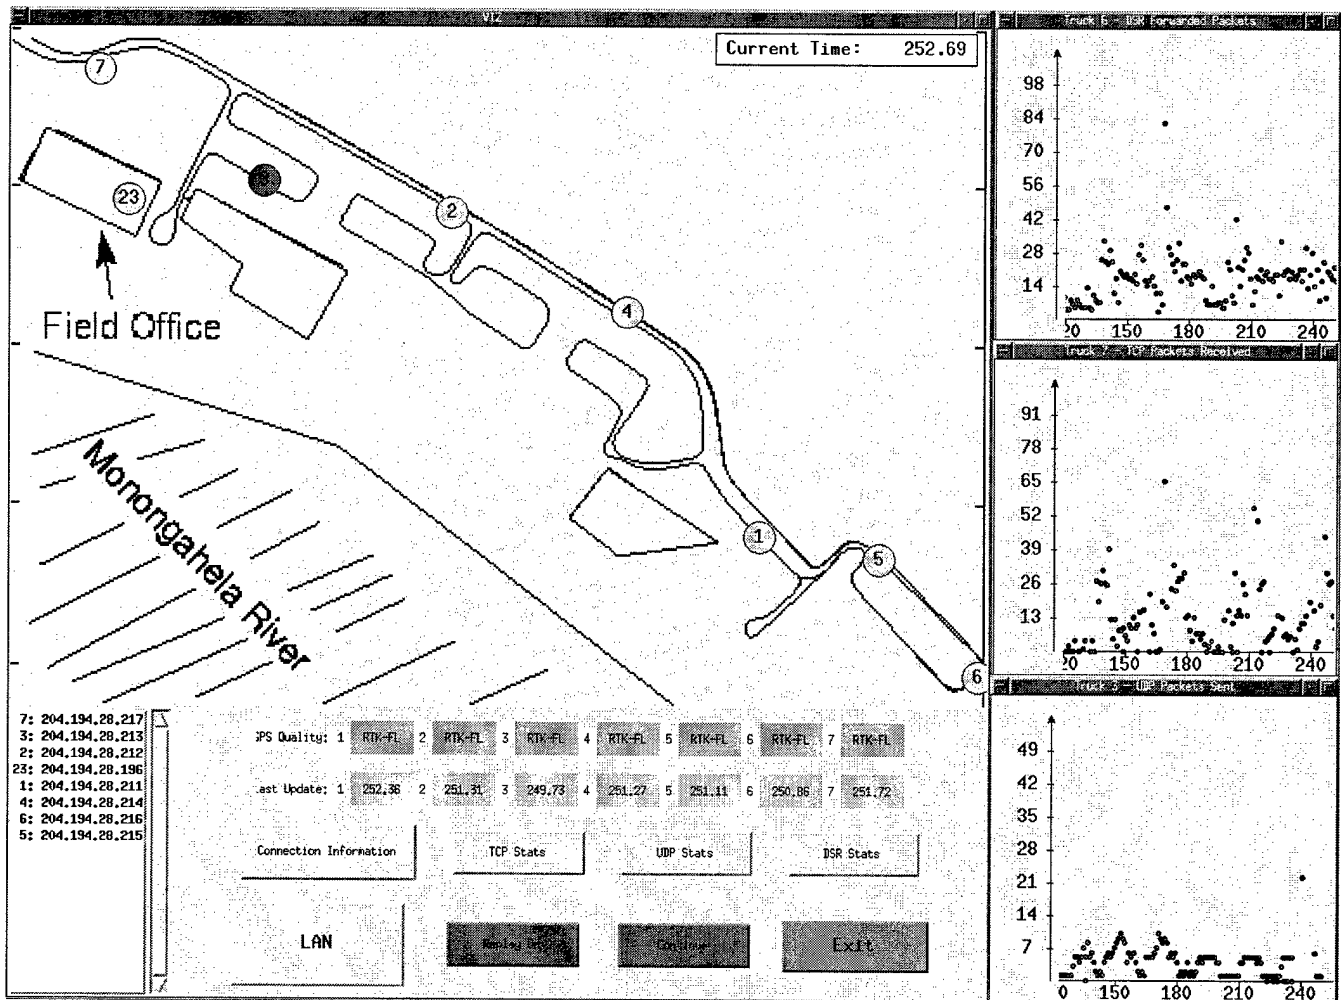 VIZ
Current Time: 252.69
7
23
2
4
1
5
6
Field Office
Monongahela River
7: 204.194.28.217
3: 204.194.28.213
2: 204.194.28.212
23: 204.194.28.196
1: 204.194.28.211
4: 204.194.28.214
6: 204.194.28.216
5: 204.194.28.215
GPS Quality: 1 RTK-FL 2 RTK-FL 3 RTK-FL 4 RTK-FL 5 RTK-FL 6 RTK-FL 7 RTK-FL
ast Update: 1 252.36 2 251.31 3 249.73 4 251.27 5 251.11 6 250.86 7 251.72
Connection Information
TCP Stats
UDP Stats
DSR Stats
LAN
Replay
Continue
Exit
Truck 6 - DSR Forwarded Packets
98
84
70
56
42
28
14
20 150 180 210 240
Truck 7 - TCP Packets Received
91
78
65
52
39
26
13
20 150 180 210 240
UDP Packets Sent
49
42
35
28
21
14
7
0 150 180 210 240